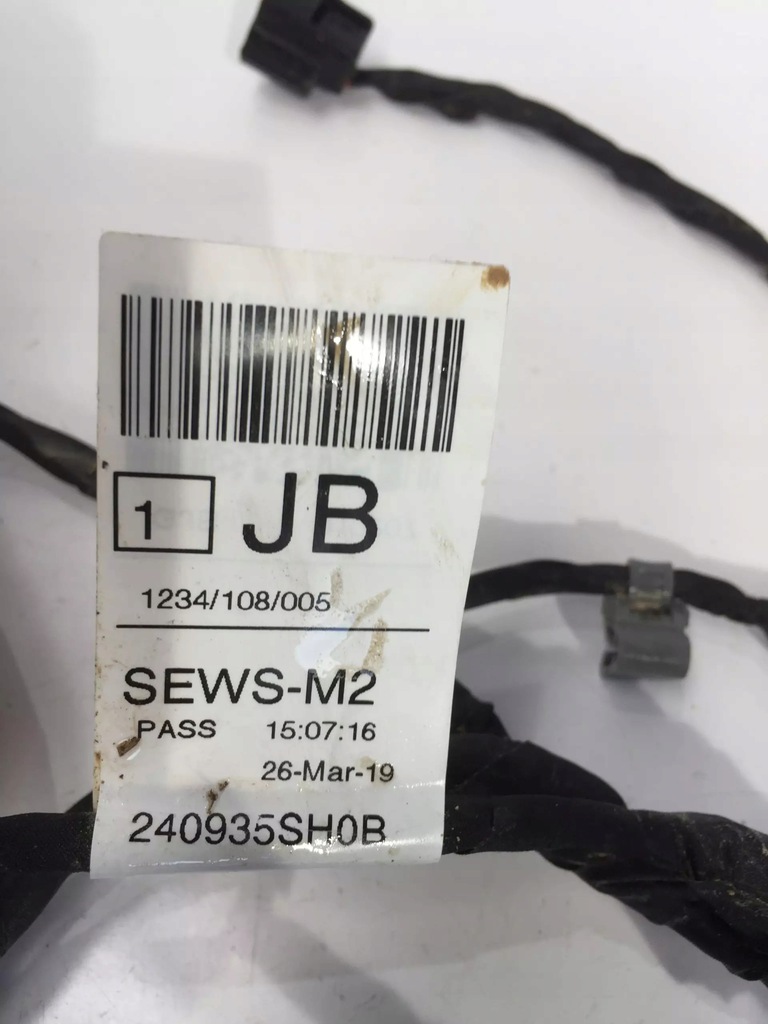 1 JB
1234/108/005
SEWS-M2
PASS 15:07:16
26-Mar-19
240935SH0B